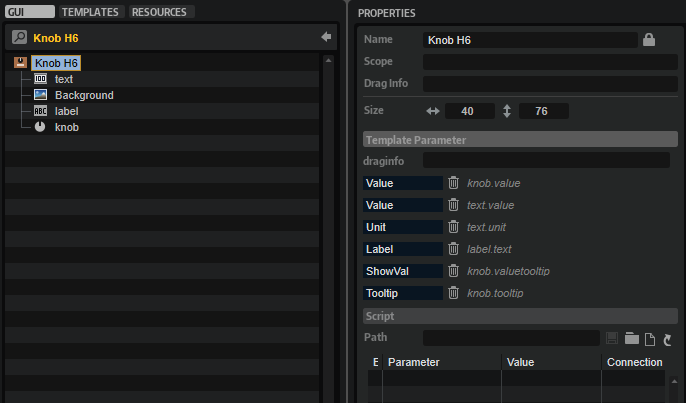 GUI TEMPLATES RESOURCES
Knob H6
Knob H6
text
Background
ABC label
knob
PROPERTIES
Name Knob H6
Scope
Drag Info
Size 40 76
Template Parameter
draginfo
Value knob.value
Value text.value
Unit text.unit
Label label.text
ShowVal knob.valuetooltip
Tooltip knob.tooltip
Script
Path
E Parameter Value Connection